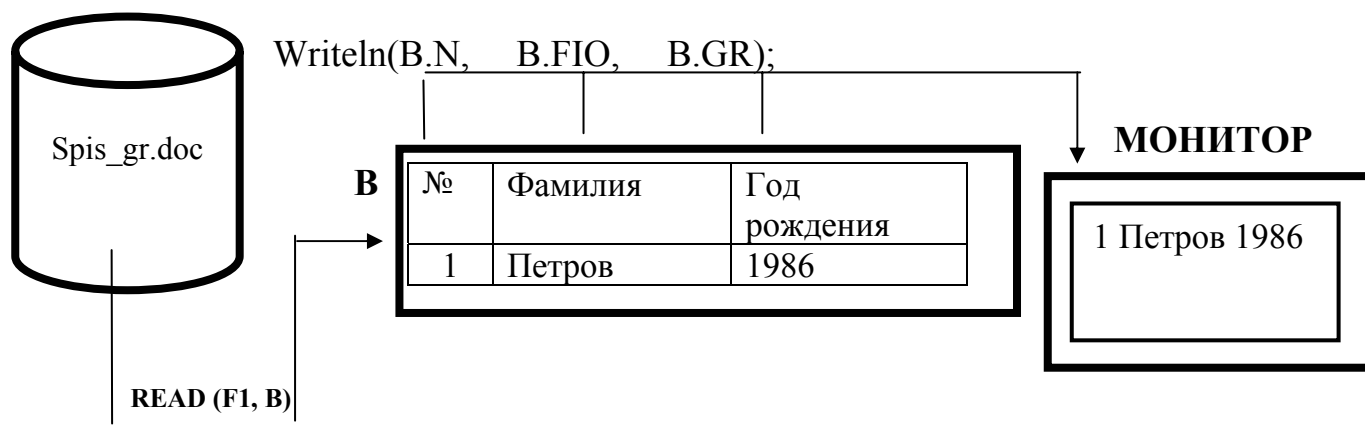 Writeln(B.N, B.FIO, B.GR);
Spis_gr.doc
МОНИТОР
В
№ Фамилия Год
рождения
1 Петров 1986
1 Петров 1986
READ (F1, B)